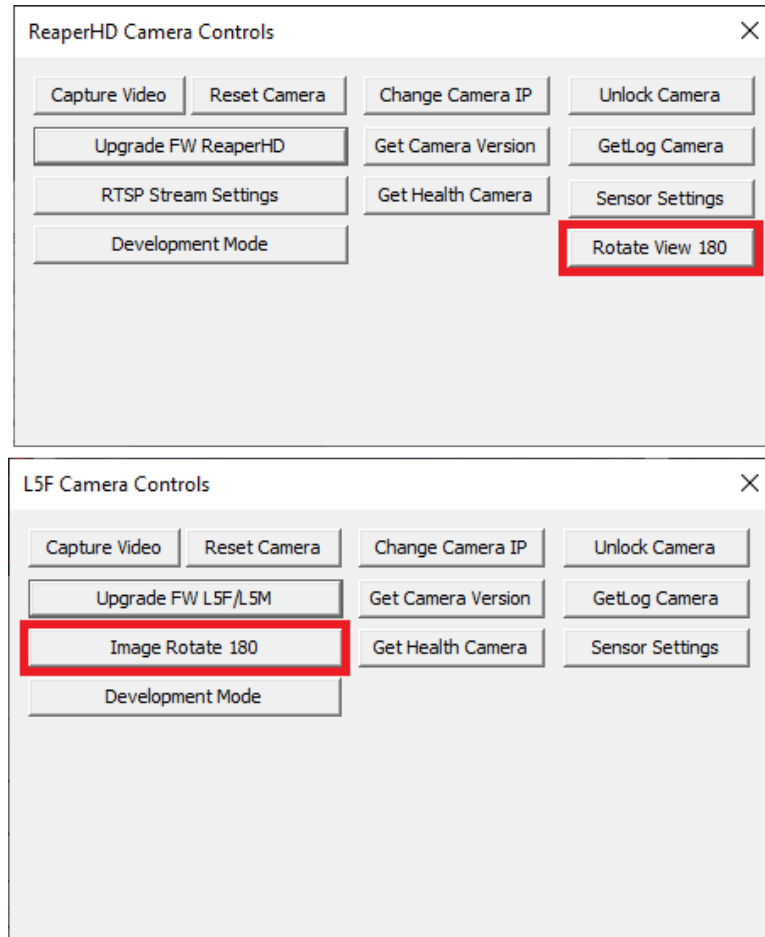 ReaperHD Camera Controls
Capture Video Reset Camera Change Camera IP Unlock Camera
Upgrade FW ReaperHD Get Camera Version GetLog Camera
RTSP Stream Settings Get Health Camera Sensor Settings
Development Mode Rotate View 180
L5F Camera Controls
Capture Video Reset Camera Change Camera IP Unlock Camera
Upgrade FW L5F/L5M Get Camera Version GetLog Camera
Image Rotate 180 Get Health Camera Sensor Settings
Development Mode